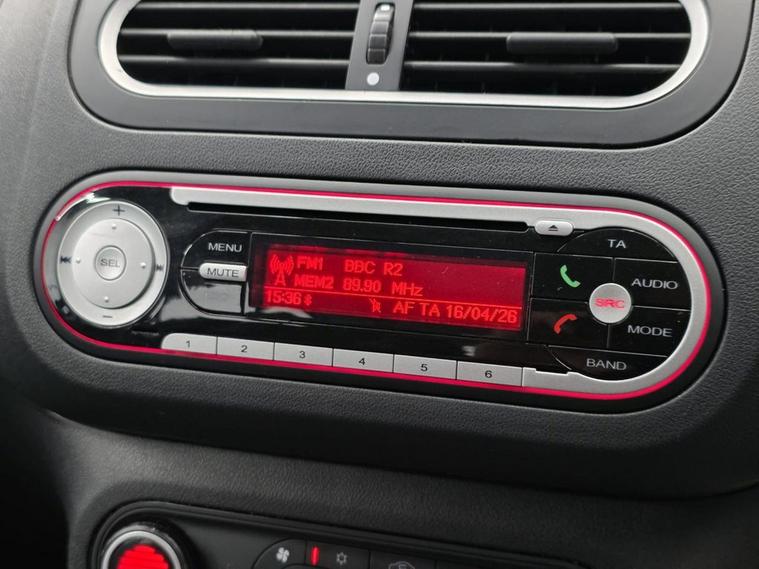 +
SEL
-
MENU
MUTE
FM1 BBC R2
A MEM2 89.90 MHz
15:36 AF TA 16/04/26
TA
AUDIO
SRC
MODE
BAND
1 2 3 4 5 6